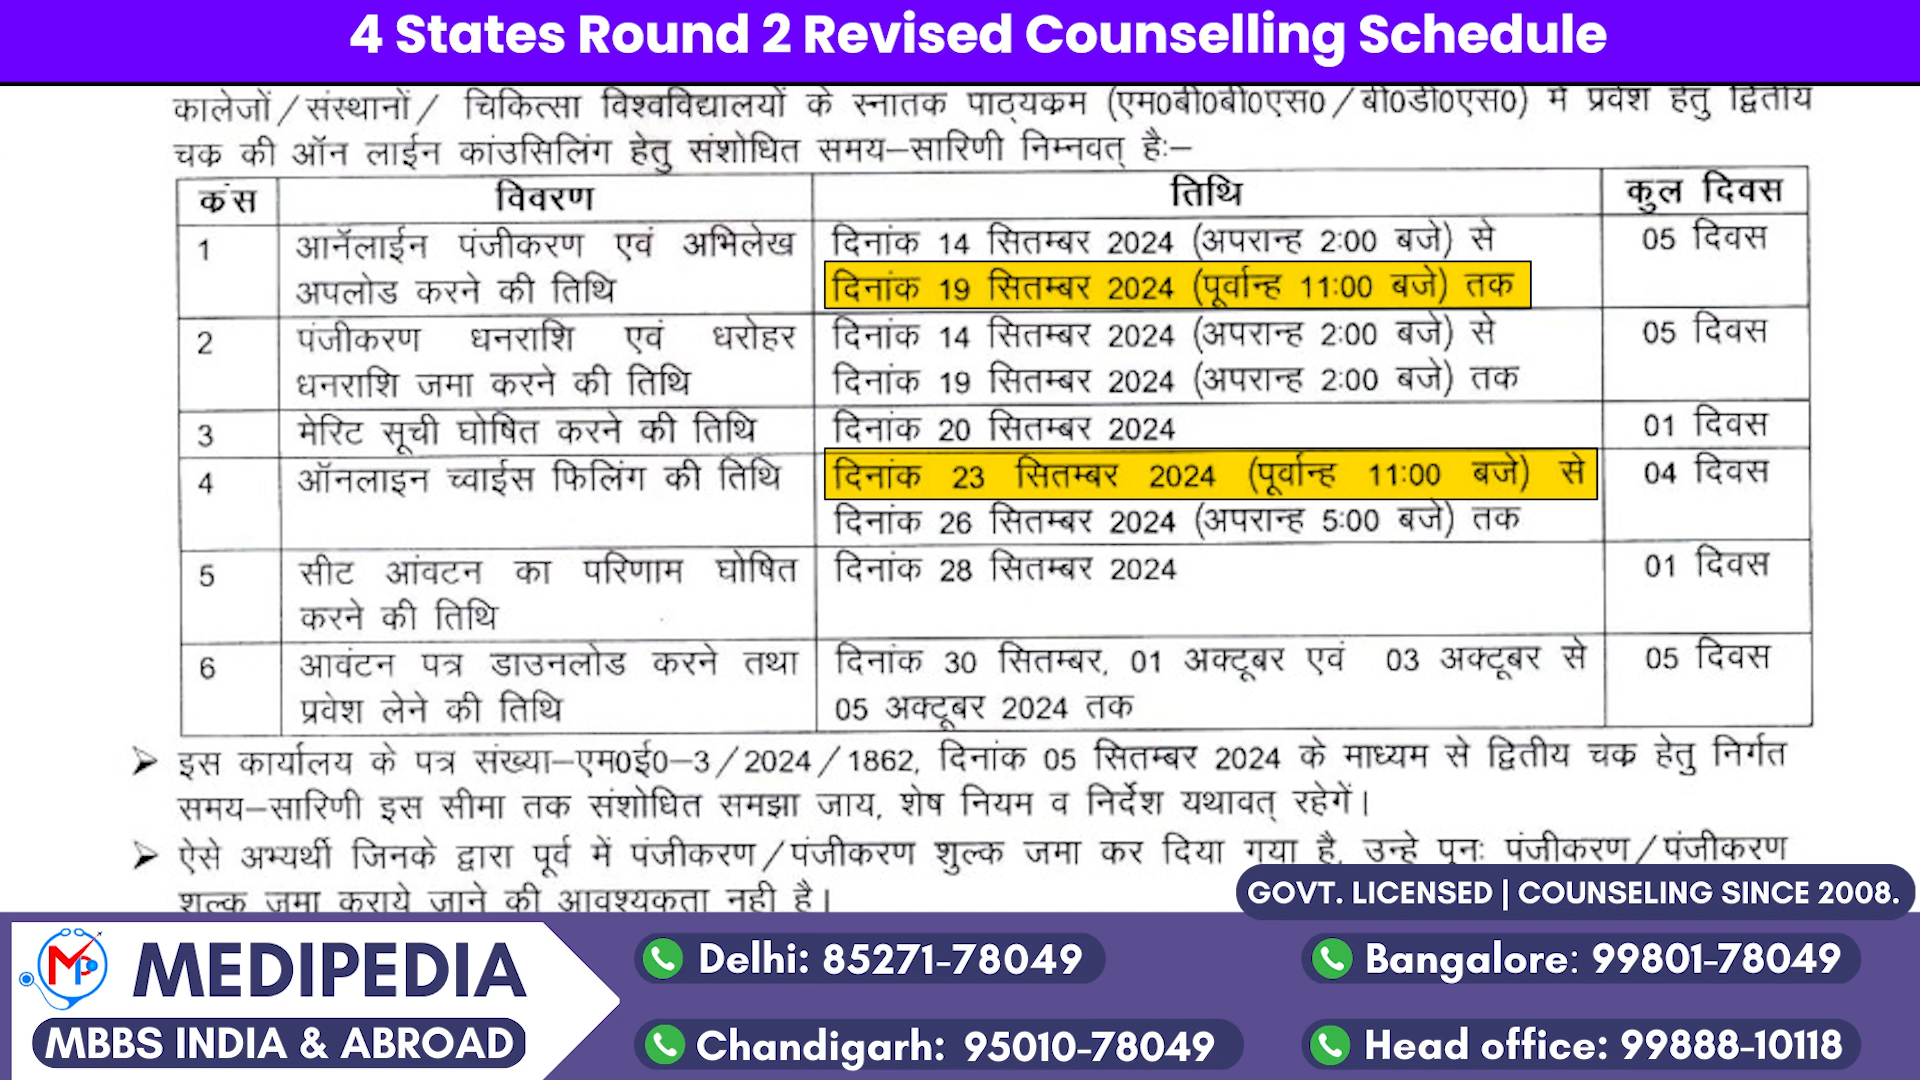 4 States Round 2 Revised Counselling Schedule
कालेजों/संस्थानों/ चिकित्सा विश्वविद्यालयों के स्नातक पाठ्यक्रम (एम0बी0बी0एस0/बी0डी0एस0) में प्रवेश हेतु द्वितीय
चक्र की ऑन लाईन कांउसिलिंग हेतु संशोधित समय–सारिणी निम्नवत् हैः–
क्रंस विवरण तिथि कुल दिवस
1 आनॅलाईन पंजीकरण एवं अभिलेख दिनांक 14 सितम्बर 2024 (अपरान्ह 2:00 बजे) से 05 दिवस
अपलोड करने की तिथि दिनांक 19 सितम्बर 2024 (पूर्वान्ह 11:00 बजे) तक
2 पंजीकरण धनराशि एवं धरोहर दिनांक 14 सितम्बर 2024 (अपरान्ह 2:00 बजे) से 05 दिवस
धनराशि जमा करने की तिथि दिनांक 19 सितम्बर 2024 (अपरान्ह 2:00 बजे) तक
3 मेरिट सूची घोषित करने की तिथि दिनांक 20 सितम्बर 2024 01 दिवस
4 ऑनलाइन च्वाईस फिलिंग की तिथि दिनांक 23 सितम्बर 2024 (पूर्वान्ह 11:00 बजे) से 04 दिवस
दिनांक 26 सितम्बर 2024 (अपरान्ह 5:00 बजे) तक
5 सीट आंवटन का परिणाम घोषित दिनांक 28 सितम्बर 2024 01 दिवस
करने की तिथि
6 आवंटन पत्र डाउनलोड करने तथा दिनांक 30 सितम्बर, 01 अक्टूबर एवं 03 अक्टूबर से 05 दिवस
प्रवेश लेने की तिथि 05 अक्टूबर 2024 तक
➢ इस कार्यालय के पत्र संख्या–एम0ई0–3/2024/1862, दिनांक 05 सितम्बर 2024 के माध्यम से द्वितीय चक्र हेतु निर्गत
समय–सारिणी इस सीमा तक संशोधित समझा जाय, शेष नियम व निर्देश यथावत् रहेगें।
➢ ऐसे अभ्यर्थी जिनके द्वारा पूर्व में पंजीकरण/पंजीकरण शुल्क जमा कर दिया गया है, उन्हे पुनः पंजीकरण/पंजीकरण
शुल्क जमा कराये जाने की आवश्यकता नही है।
GOVT. LICENSED | COUNSELING SINCE 2008.
MP MEDIPEDIA
MBBS INDIA & ABROAD
Delhi: 85271-78049
Bangalore: 99801-78049
Chandigarh: 95010-78049
Head office: 99888-10118